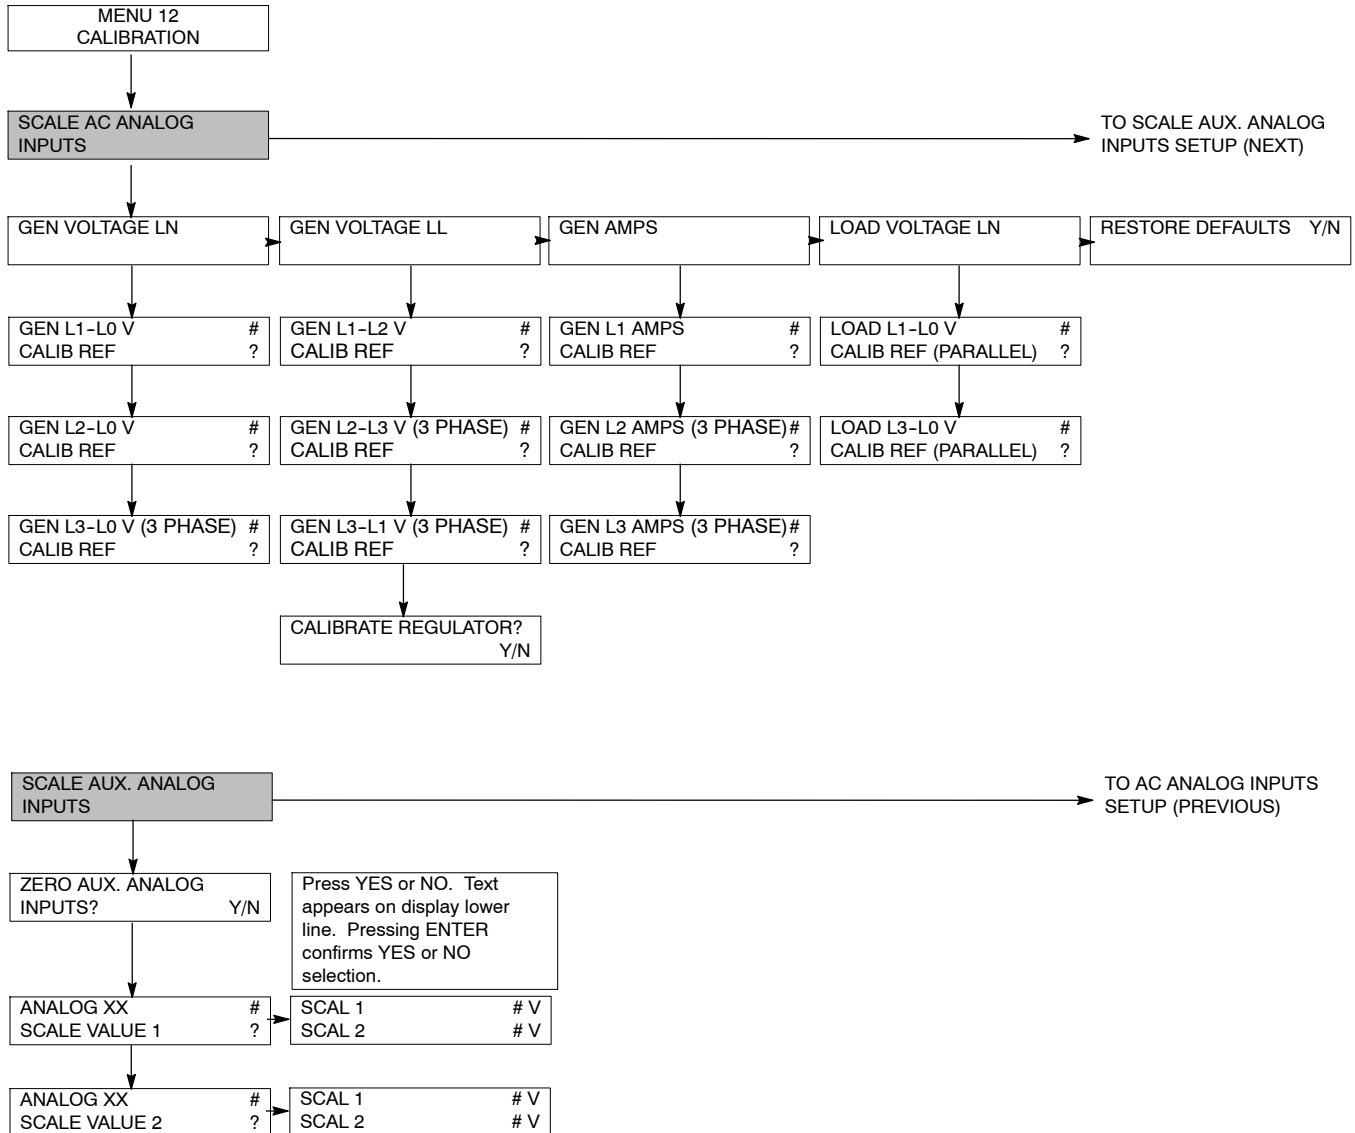 MENU 12
CALIBRATION
SCALE AC ANALOG
INPUTS
TO SCALE AUX. ANALOG
INPUTS SETUP (NEXT)
GEN VOLTAGE LN
GEN VOLTAGE LL
GEN AMPS
LOAD VOLTAGE LN
RESTORE DEFAULTS Y/N
GEN L1-L0 V #
CALIB REF ?
GEN L1-L2 V #
CALIB REF ?
GEN L1 AMPS #
CALIB REF ?
LOAD L1-L0 V #
CALIB REF (PARALLEL) ?
GEN L2-L0 V #
CALIB REF ?
GEN L2-L3 V (3 PHASE) #
CALIB REF ?
GEN L2 AMPS (3 PHASE) #
CALIB REF ?
LOAD L3-L0 V #
CALIB REF (PARALLEL) ?
GEN L3-L0 V (3 PHASE) #
CALIB REF ?
GEN L3-L1 V (3 PHASE) #
CALIB REF ?
GEN L3 AMPS (3 PHASE) #
CALIB REF ?
CALIBRATE REGULATOR?
Y/N
SCALE AUX. ANALOG
INPUTS
TO AC ANALOG INPUTS
SETUP (PREVIOUS)
ZERO AUX. ANALOG
INPUTS? Y/N
Press YES or NO. Text
appears on display lower
line. Pressing ENTER
confirms YES or NO
selection.
ANALOG XX #
SCALE VALUE 1 ?
SCAL 1 # V
SCAL 2 # V
ANALOG XX #
SCALE VALUE 2 ?
SCAL 1 # V
SCAL 2 # V